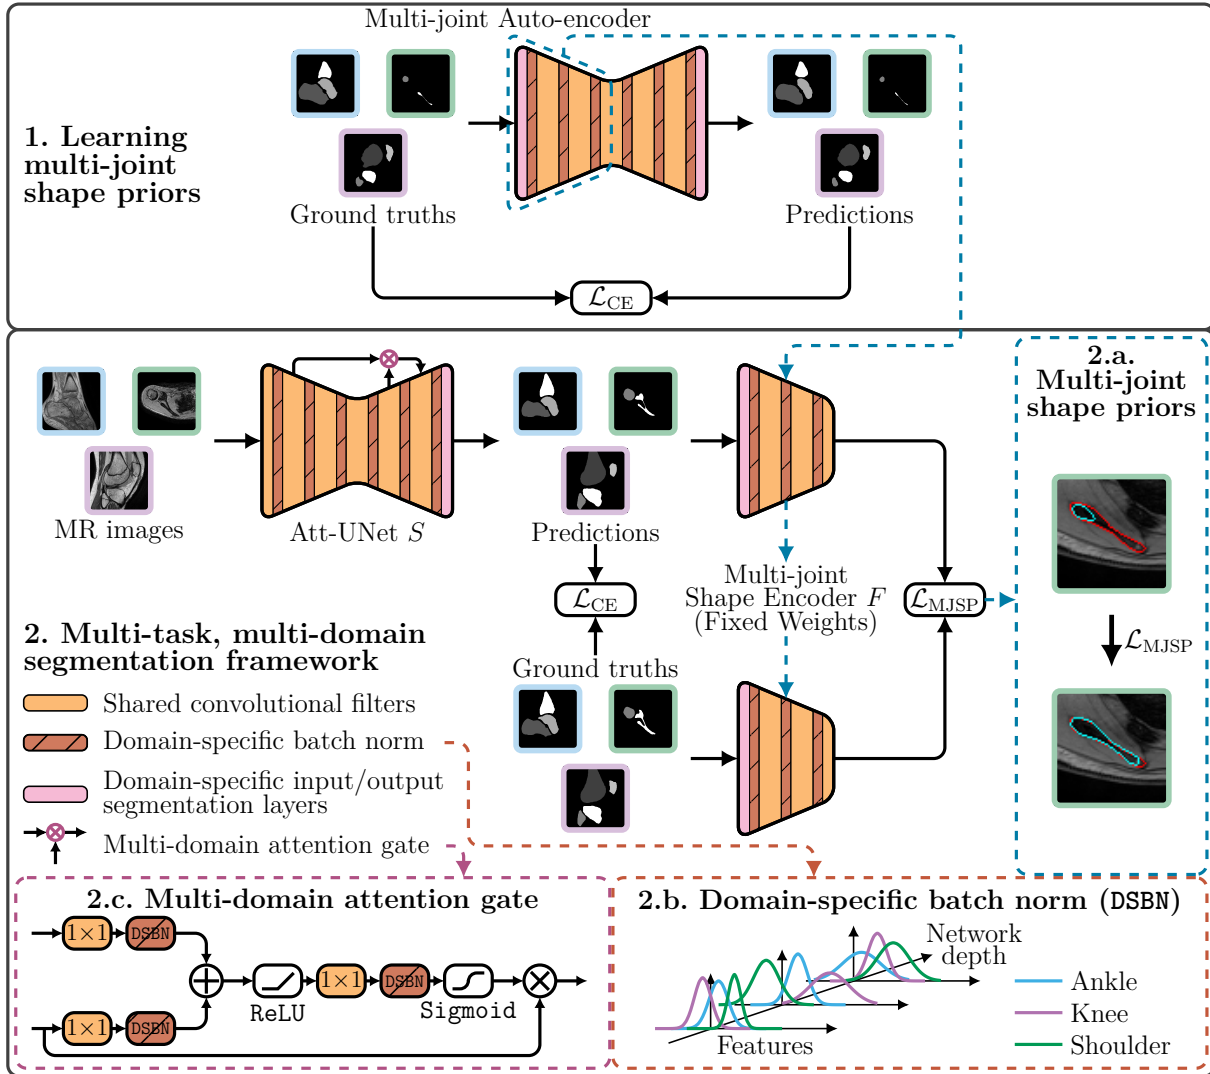 Multi-joint Auto-encoder
1. Learning
multi-joint
shape priors
Ground truths
Predictions
ℒCE
2.a.
Multi-joint
shape priors
MR images
Att-UNet S
Predictions
ℒCE
Multi-joint
Shape Encoder F
(Fixed Weights)
ℒMJSP
ℒMJSP
Ground truths
2. Multi-task, multi-domain
segmentation framework
Shared convolutional filters
Domain-specific batch norm
Domain-specific input/output
segmentation layers
Multi-domain attention gate
2.c. Multi-domain attention gate
1×1
DSBN
1×1
DSBN
ReLU
1×1
DSBN
Sigmoid
2.b. Domain-specific batch norm (DSBN)
Network
depth
Features
Ankle
Knee
Shoulder